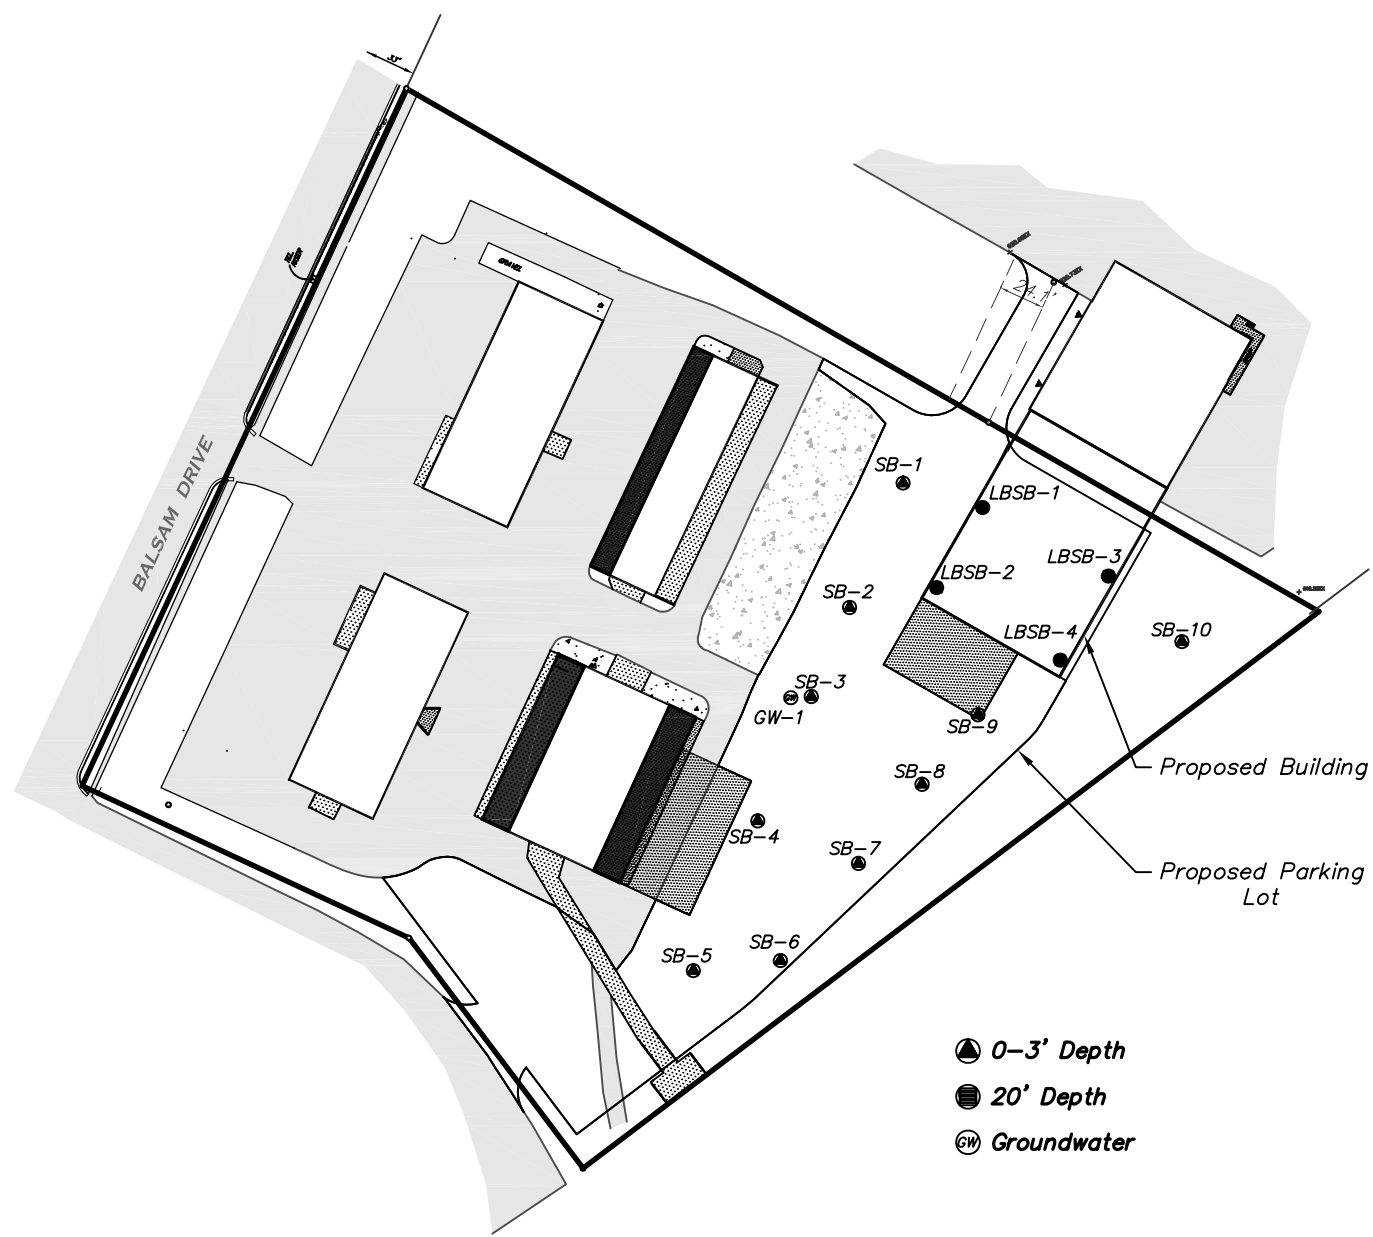 33'
GRAVEL
24.1'
SB-1
LBSB-1
BALSAM DRIVE
LBSB-3
LBSB-2
SB-2
SB-10
LBSB-4
SB-3
GW
GW-1
SB-9
SB-8
Proposed Building
SB-4
SB-7
Proposed Parking
Lot
SB-6
SB-5
0-3' Depth
20' Depth
GW Groundwater